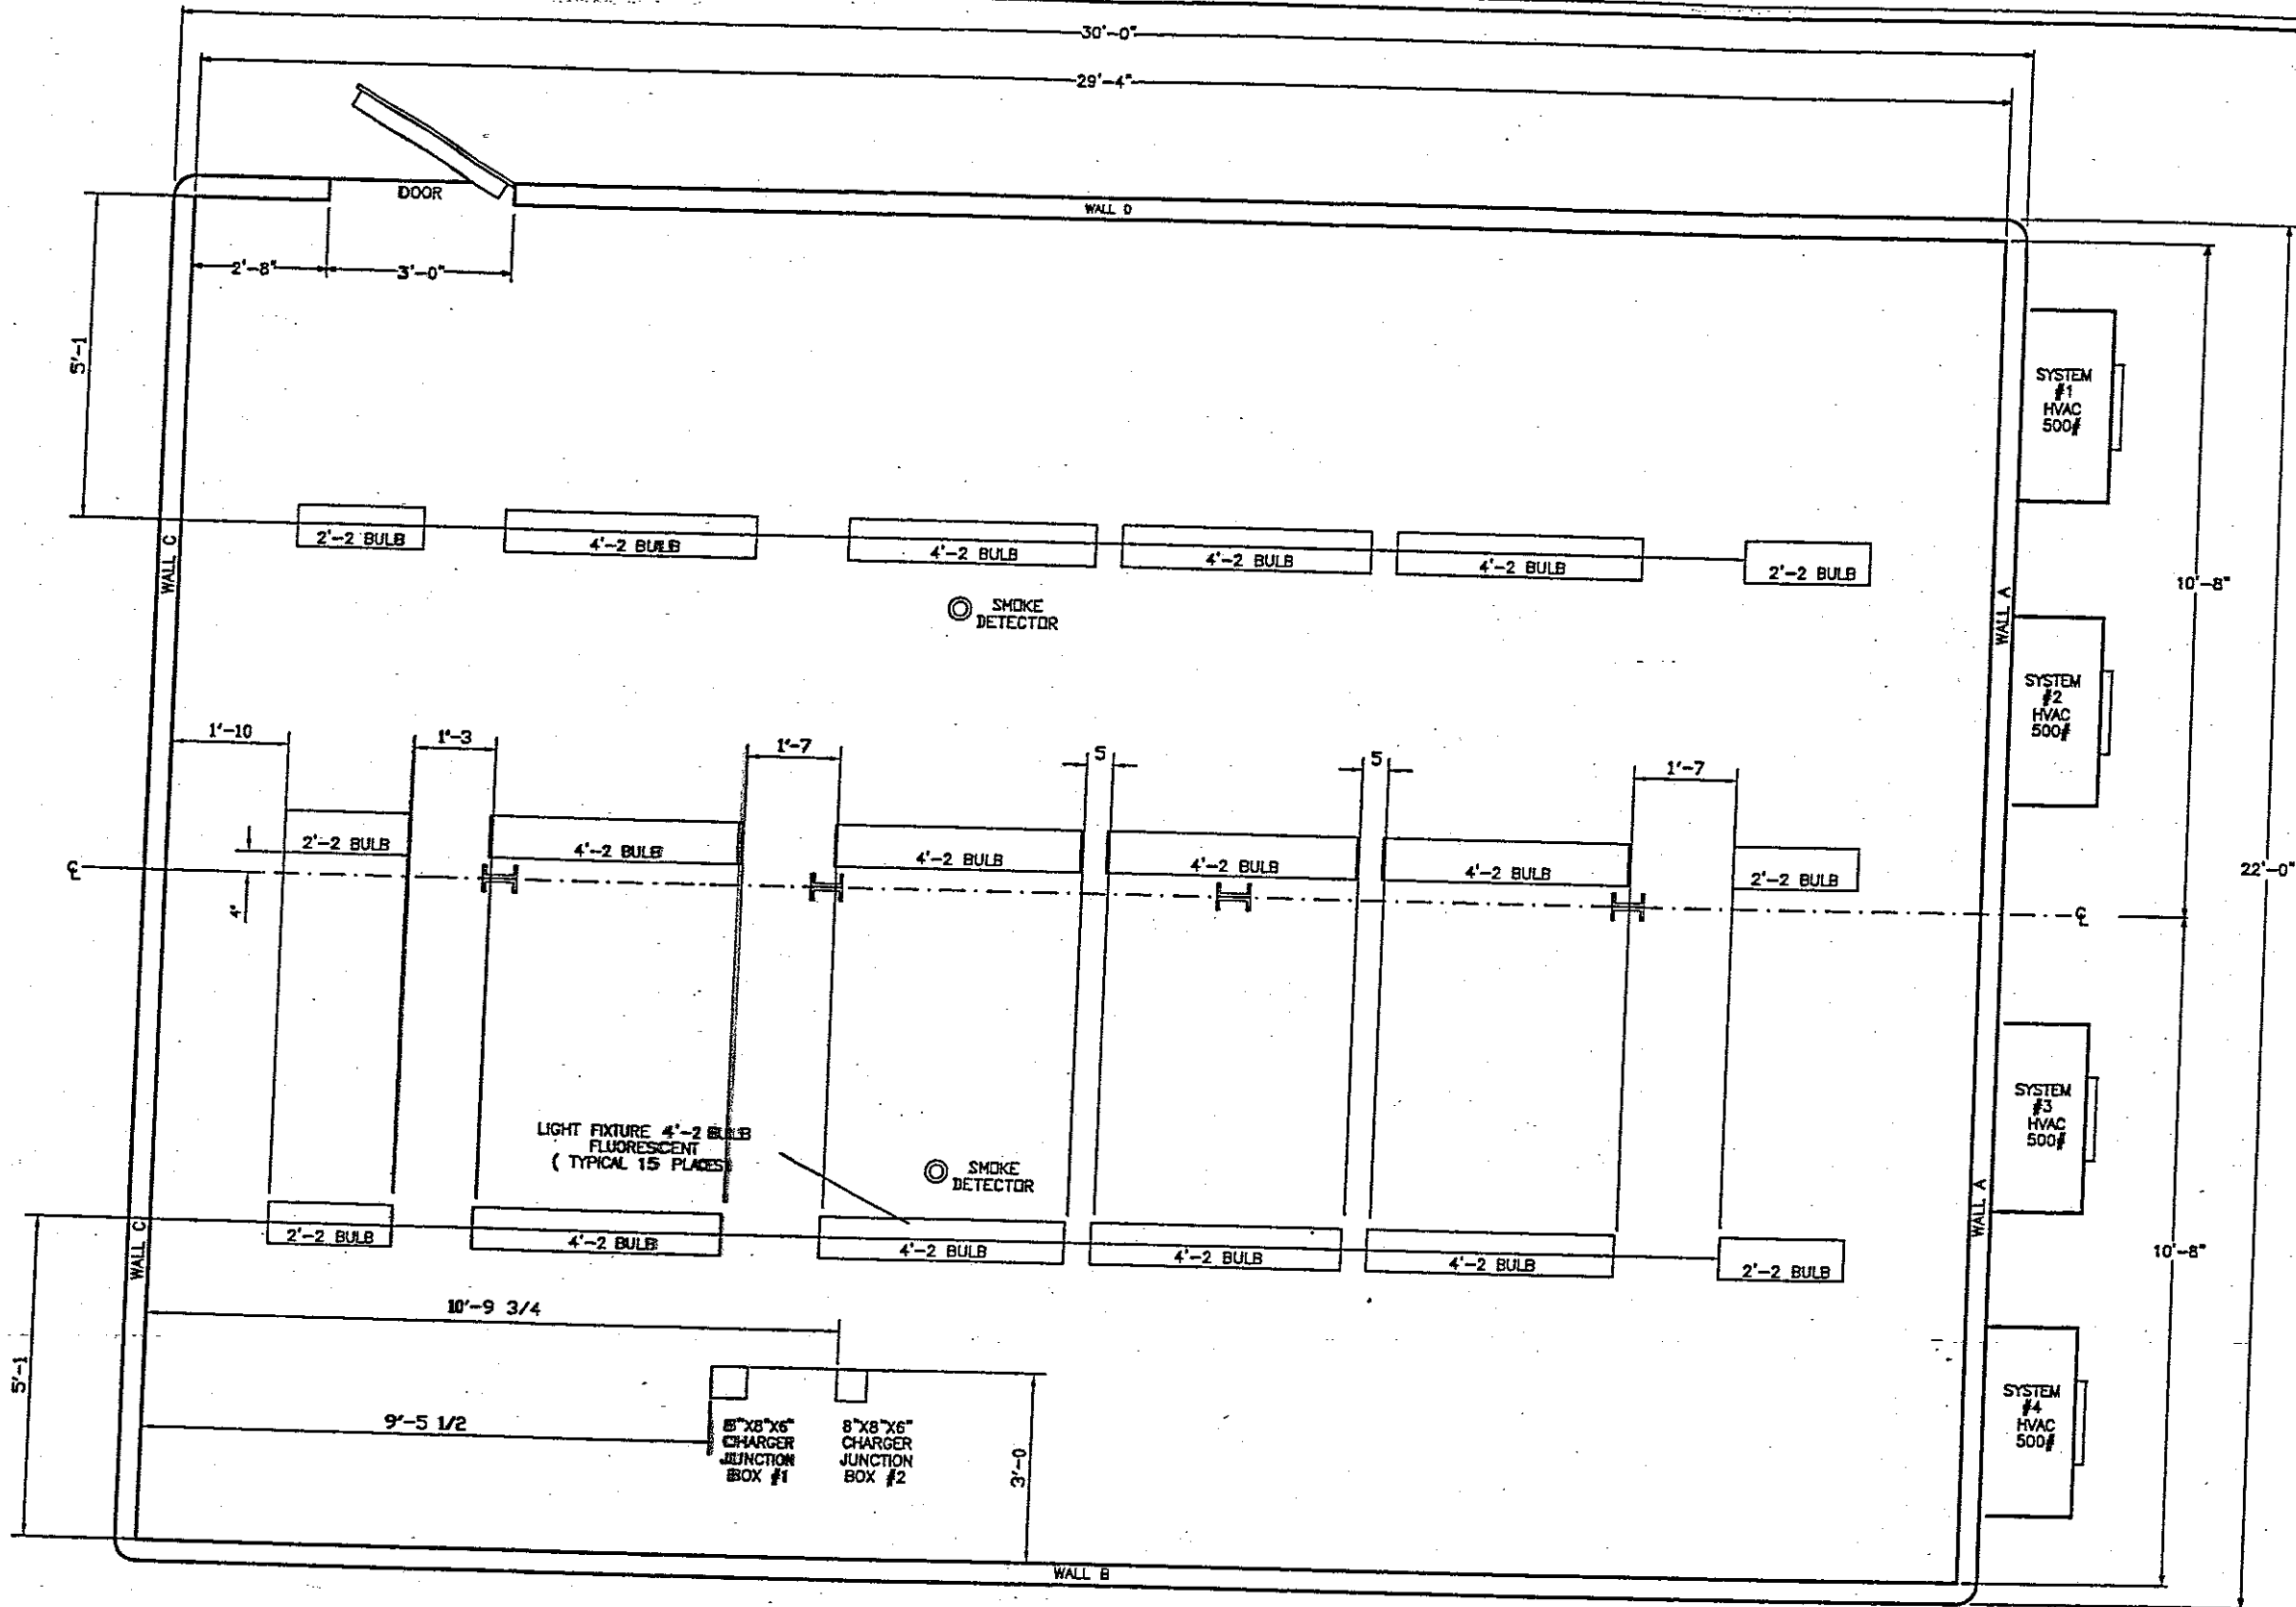 30'-0"
29'-4"
DOOR
WALL D
2'-8"
3'-0"
5'-1
SYSTEM
#1
HVAC
500#
2'-2 BULB
4'-2 BULB
4'-2 BULB
4'-2 BULB
4'-2 BULB
2'-2 BULB
WALL C
WALL A
10'-8"
SMOKE
DETECTOR
SYSTEM
#2
HVAC
500#
1'-10
1'-3
1'-7
5
5
1'-7
2'-2 BULB
4'-2 BULB
4'-2 BULB
4'-2 BULB
4'-2 BULB
2'-2 BULB
22'-0"
CL
CL
4"
SYSTEM
#3
HVAC
500#
LIGHT FIXTURE 4'-2 BULB
FLUORESCENT
( TYPICAL 15 PLACES)
SMOKE
DETECTOR
WALL C
WALL A
2'-2 BULB
4'-2 BULB
4'-2 BULB
4'-2 BULB
4'-2 BULB
2'-2 BULB
10'-8"
10'-9 3/4
5'-1
9'-5 1/2
8"X8"X6"
CHARGER
JUNCTION
BOX #1
8"X8"X6"
CHARGER
JUNCTION
BOX #2
3'-0
SYSTEM
#4
HVAC
500#
WALL B